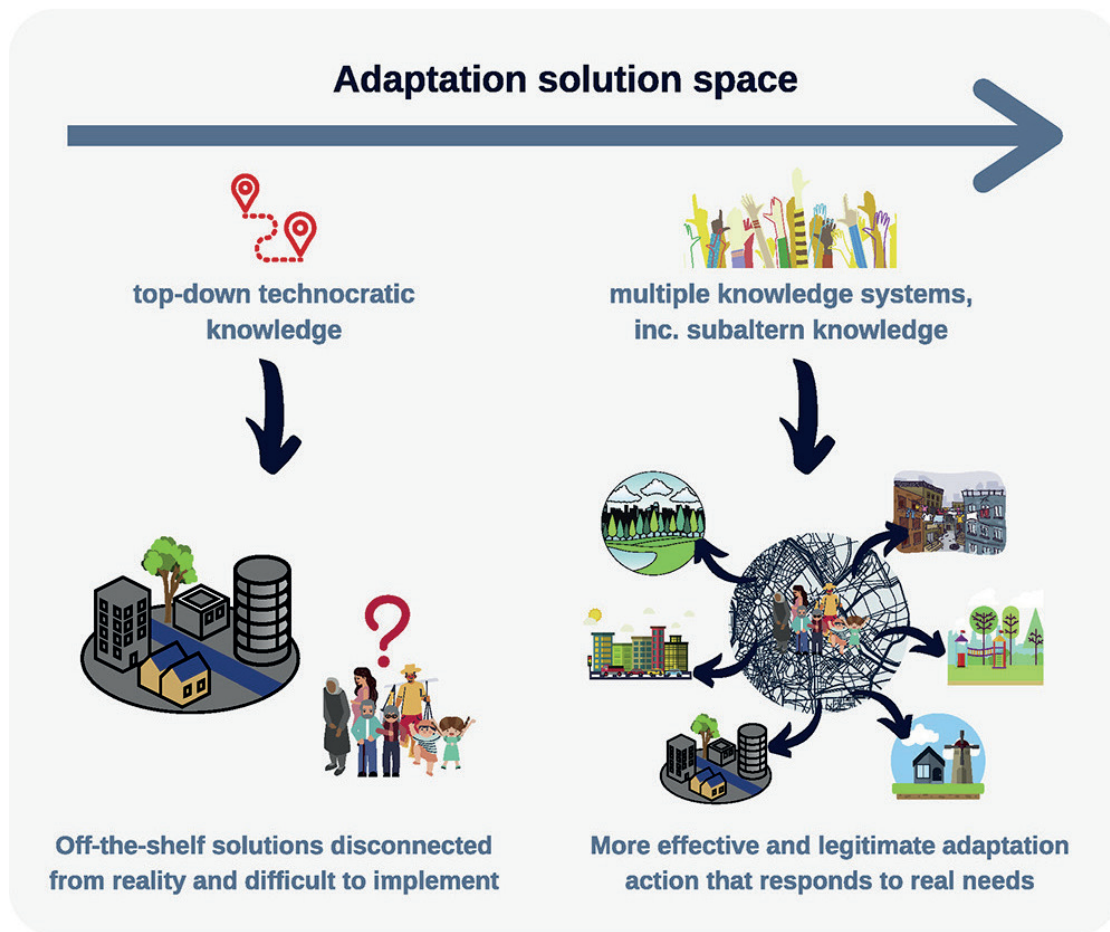 Adaptation solution space
top-down technocratic
knowledge
multiple knowledge systems,
inc. subaltern knowledge
?
Off-the-shelf solutions disconnected
from reality and difficult to implement
More effective and legitimate adaptation
action that responds to real needs